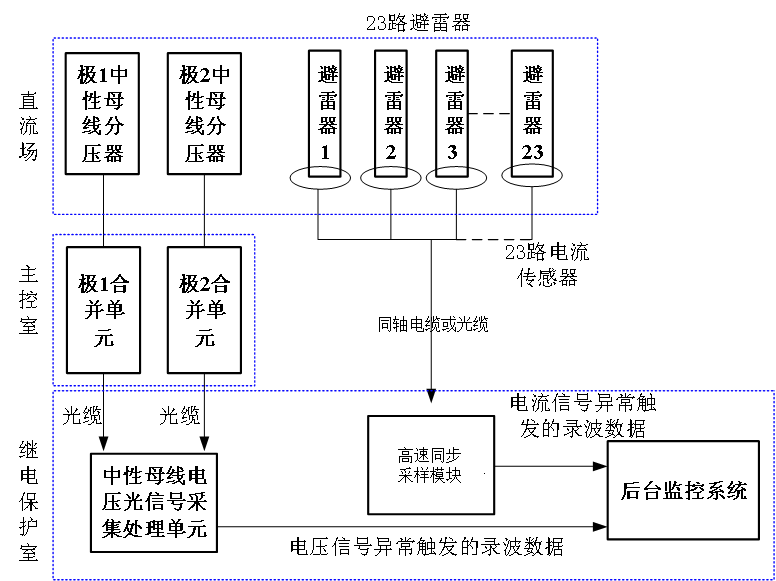 23路避雷器
直流场
极1中
性母
线分
压器
极2中
性母
线分
压器
避雷器1
避雷器2
避雷器3
避雷器23
主控室
极1合
并单
元
极2合
并单
元
23路电流
传感器
同轴电缆或光缆
光缆
光缆
继电保护室
中性母线电
压光信号采
集处理单元
高速同步
采样模块
电流信号异常触
发的录波数据
后台监控系统
电压信号异常触发的录波数据